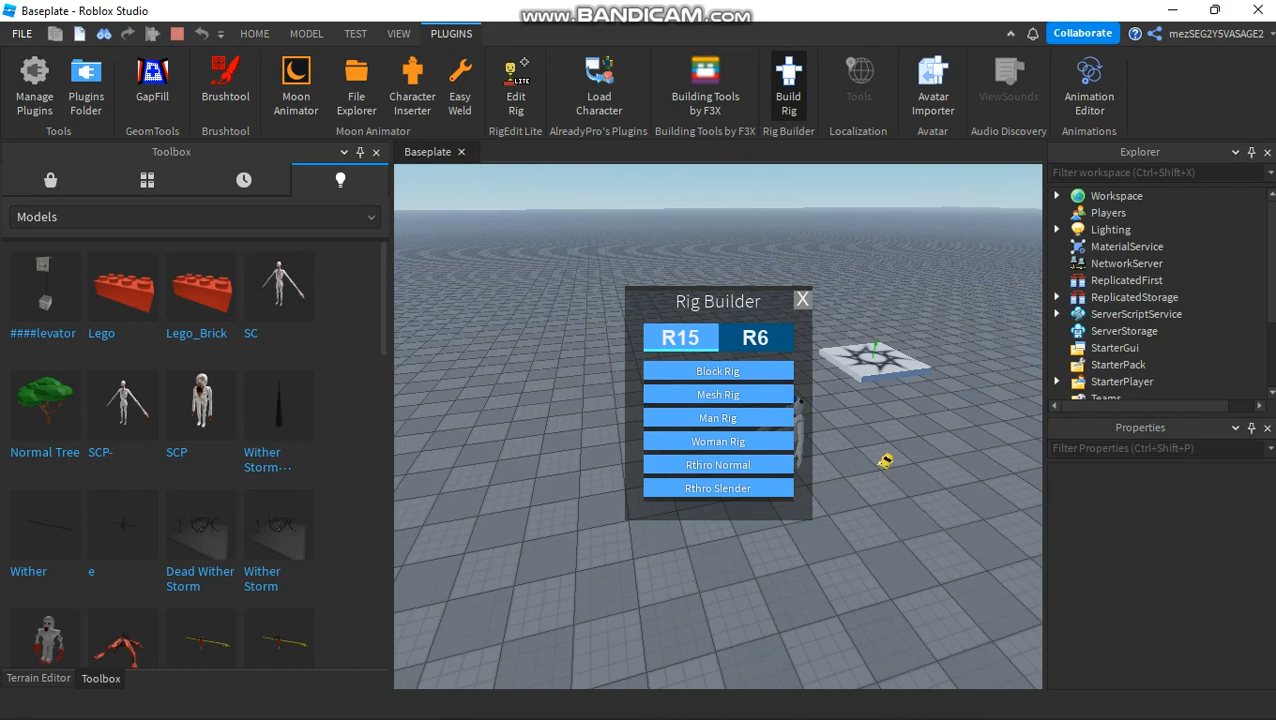 Baseplate - Roblox Studio
www.BANDICAM.com
FILE
HOME
MODEL
TEST
VIEW
PLUGINS
Collaborate
mezSEG2Y5VASAGE2
Manage
Plugins
Plugins
Folder
GapFill
Brushtool
Moon
Animator
File
Explorer
Character
Inserter
Easy
Weld
LITE
Edit
Rig
Load
Character
Building Tools
by F3X
Build
Rig
Tools
Avatar
Importer
ViewSounds
Animation
Editor
Tools
GeomTools
Brushtool
Moon Animator
RigEdit Lite
AlreadyPro's Plugins
Building Tools by F3X
Rig Builder
Localization
Avatar
Audio Discovery
Animations
Toolbox
Models
####levator
Lego
Lego_Brick
SC
Normal Tree
SCP-
SCP
Wither
Storm...
Wither
e
Dead Wither
Storm
Wither
Storm
Terrain Editor
Toolbox
Baseplate
Rig Builder
X
R15
R6
Block Rig
Mesh Rig
Man Rig
Woman Rig
Rthro Normal
Rthro Slender
Explorer
Filter workspace (Ctrl+Shift+X)
Workspace
Players
Lighting
MaterialService
NetworkServer
ReplicatedFirst
ReplicatedStorage
ServerScriptService
ServerStorage
StarterGui
StarterPack
StarterPlayer
Teams
Properties
Filter Properties (Ctrl+Shift+P)